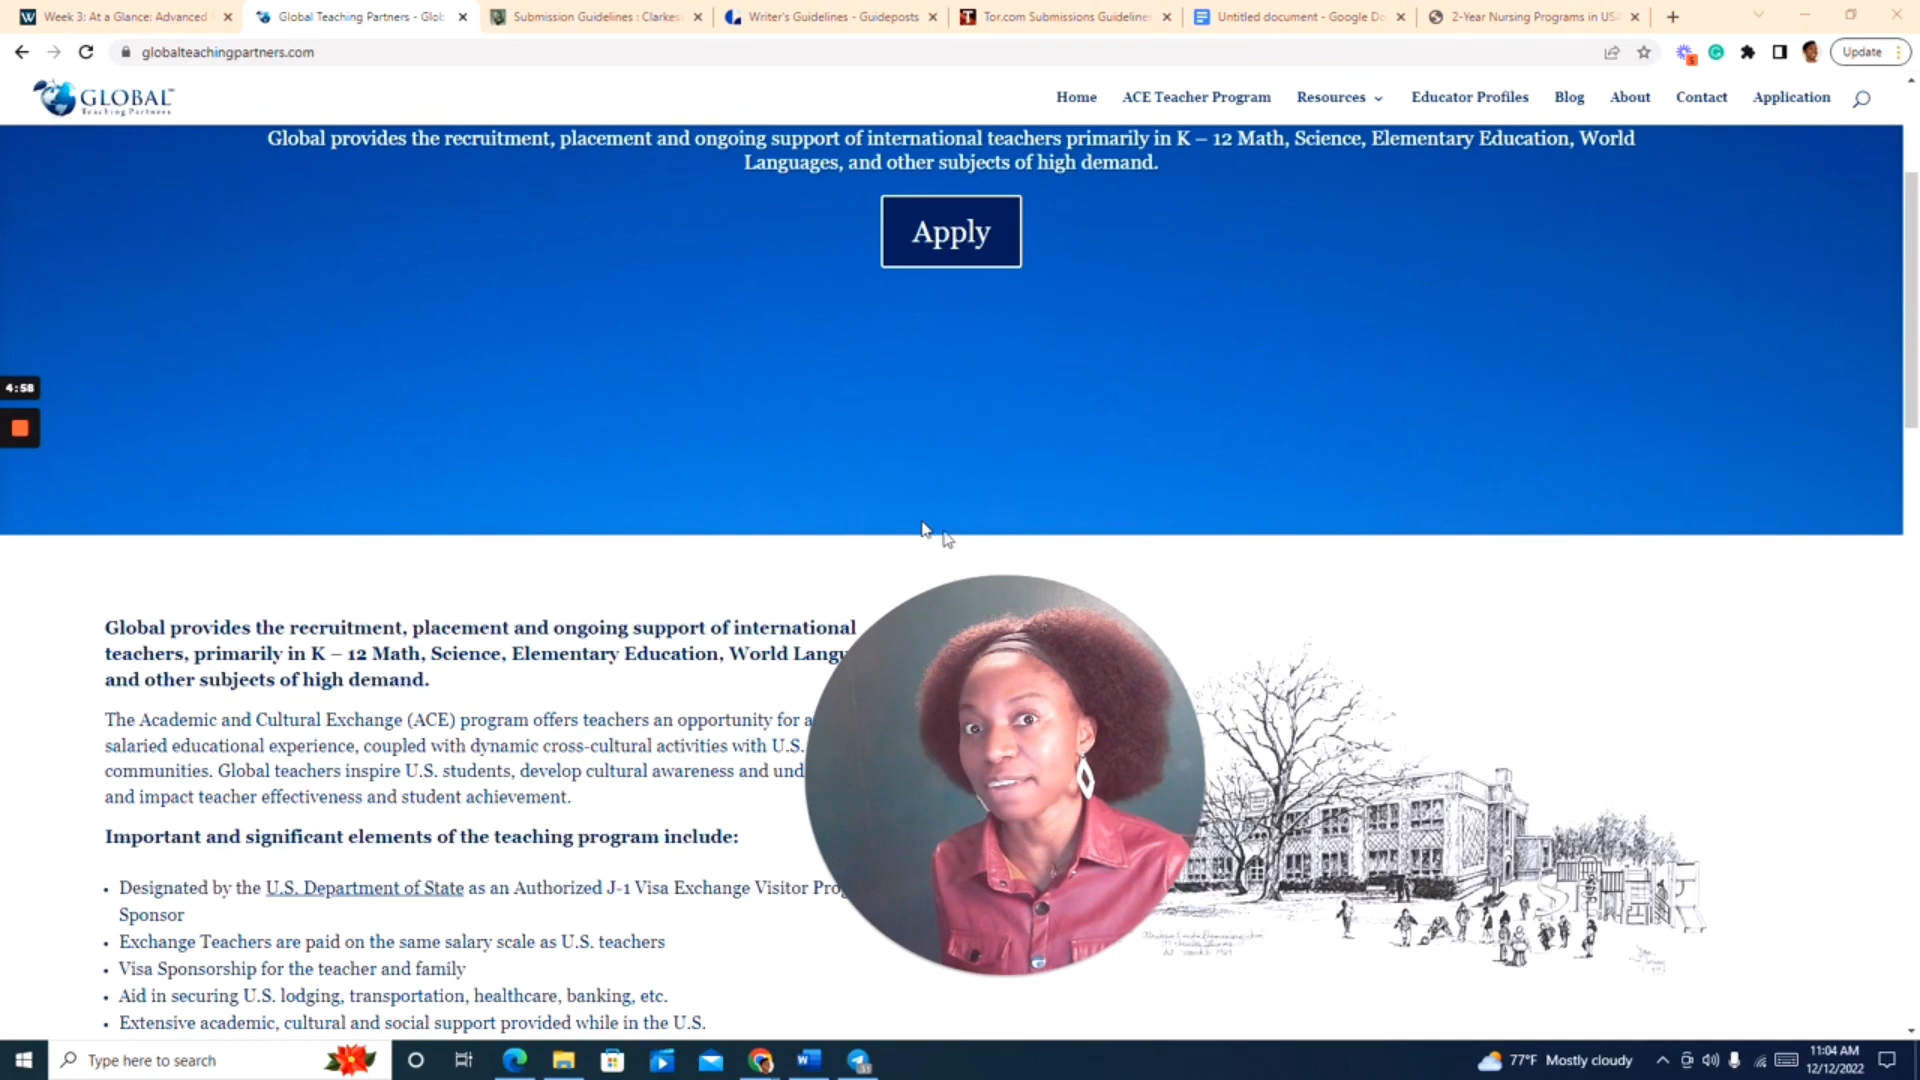 Week 3: At a Glance: Advanced
Global Teaching Partners - Glob
Submission Guidelines : Clarkes
Writer's Guidelines - Guideposts
Tor.com Submissions Guideline
Untitled document - Google Do
2-Year Nursing Programs in USA
globalteachingpartners.com
Update
GLOBAL
Teaching Partners
Home
ACE Teacher Program
Resources
Educator Profiles
Blog
About
Contact
Application
Global provides the recruitment, placement and ongoing support of international teachers primarily in K – 12 Math, Science, Elementary Education, World
Languages, and other subjects of high demand.
Apply
4:58
Global provides the recruitment, placement and ongoing support of international
teachers, primarily in K – 12 Math, Science, Elementary Education, World Langu
and other subjects of high demand.
The Academic and Cultural Exchange (ACE) program offers teachers an opportunity for a
salaried educational experience, coupled with dynamic cross-cultural activities with U.S.
communities. Global teachers inspire U.S. students, develop cultural awareness and und
and impact teacher effectiveness and student achievement.
Important and significant elements of the teaching program include:
• Designated by the U.S. Department of State as an Authorized J-1 Visa Exchange Visitor Pro
Sponsor
• Exchange Teachers are paid on the same salary scale as U.S. teachers
• Visa Sponsorship for the teacher and family
• Aid in securing U.S. lodging, transportation, healthcare, banking, etc.
• Extensive academic, cultural and social support provided while in the U.S.
Type here to search
77°F Mostly cloudy
11:04 AM
12/12/2022